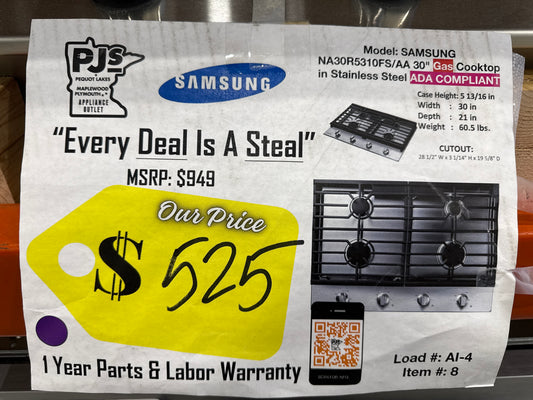 PJS
PEQUOT LAKES
MAPLEWOOD
PLYMOUTH
APPLIANCE
OUTLET
SAMSUNG
Model: SAMSUNG
NA30R5310FS/AA 30" Gas Cooktop
in Stainless Steel ADA COMPLIANT
Case Height: 5 13/16 in
Width : 30 in
Depth : 21 in
Weight : 60.5 lbs.
CUTOUT:
28 1/2" W x 3 1/14" H x 19 5/8" D
"Every Deal Is A Steal"
MSRP: $949
Our Price
$ 525
PJS
1 Year Parts & Labor Warranty
Load #: AI-4
Item #: 8